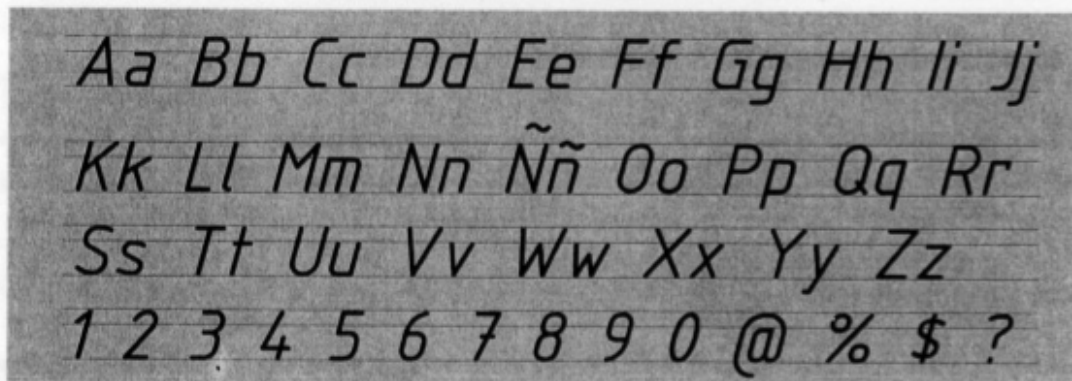 Aa Bb Cc Dd Ee Ff Gg Hh Ii Jj
Kk Ll Mm Nn Ññ Oo Pp Qq Rr
Ss Tt Uu Vv Ww Xx Yy Zz
1 2 3 4 5 6 7 8 9 0 @ % $ ?